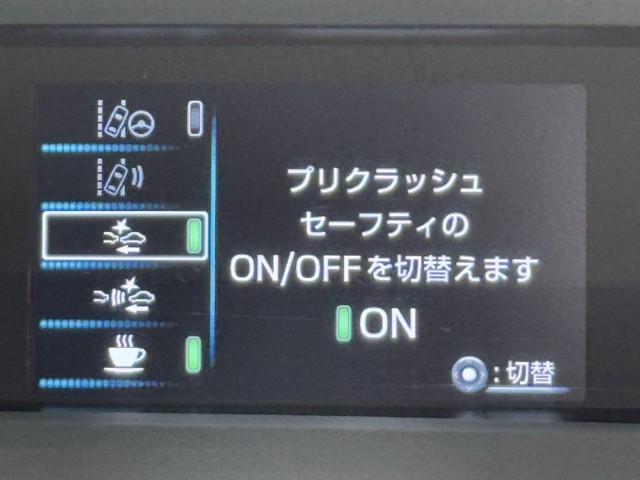 プリクラッシュ
セーフティの
ON/OFFを切替えます
ON
:切替